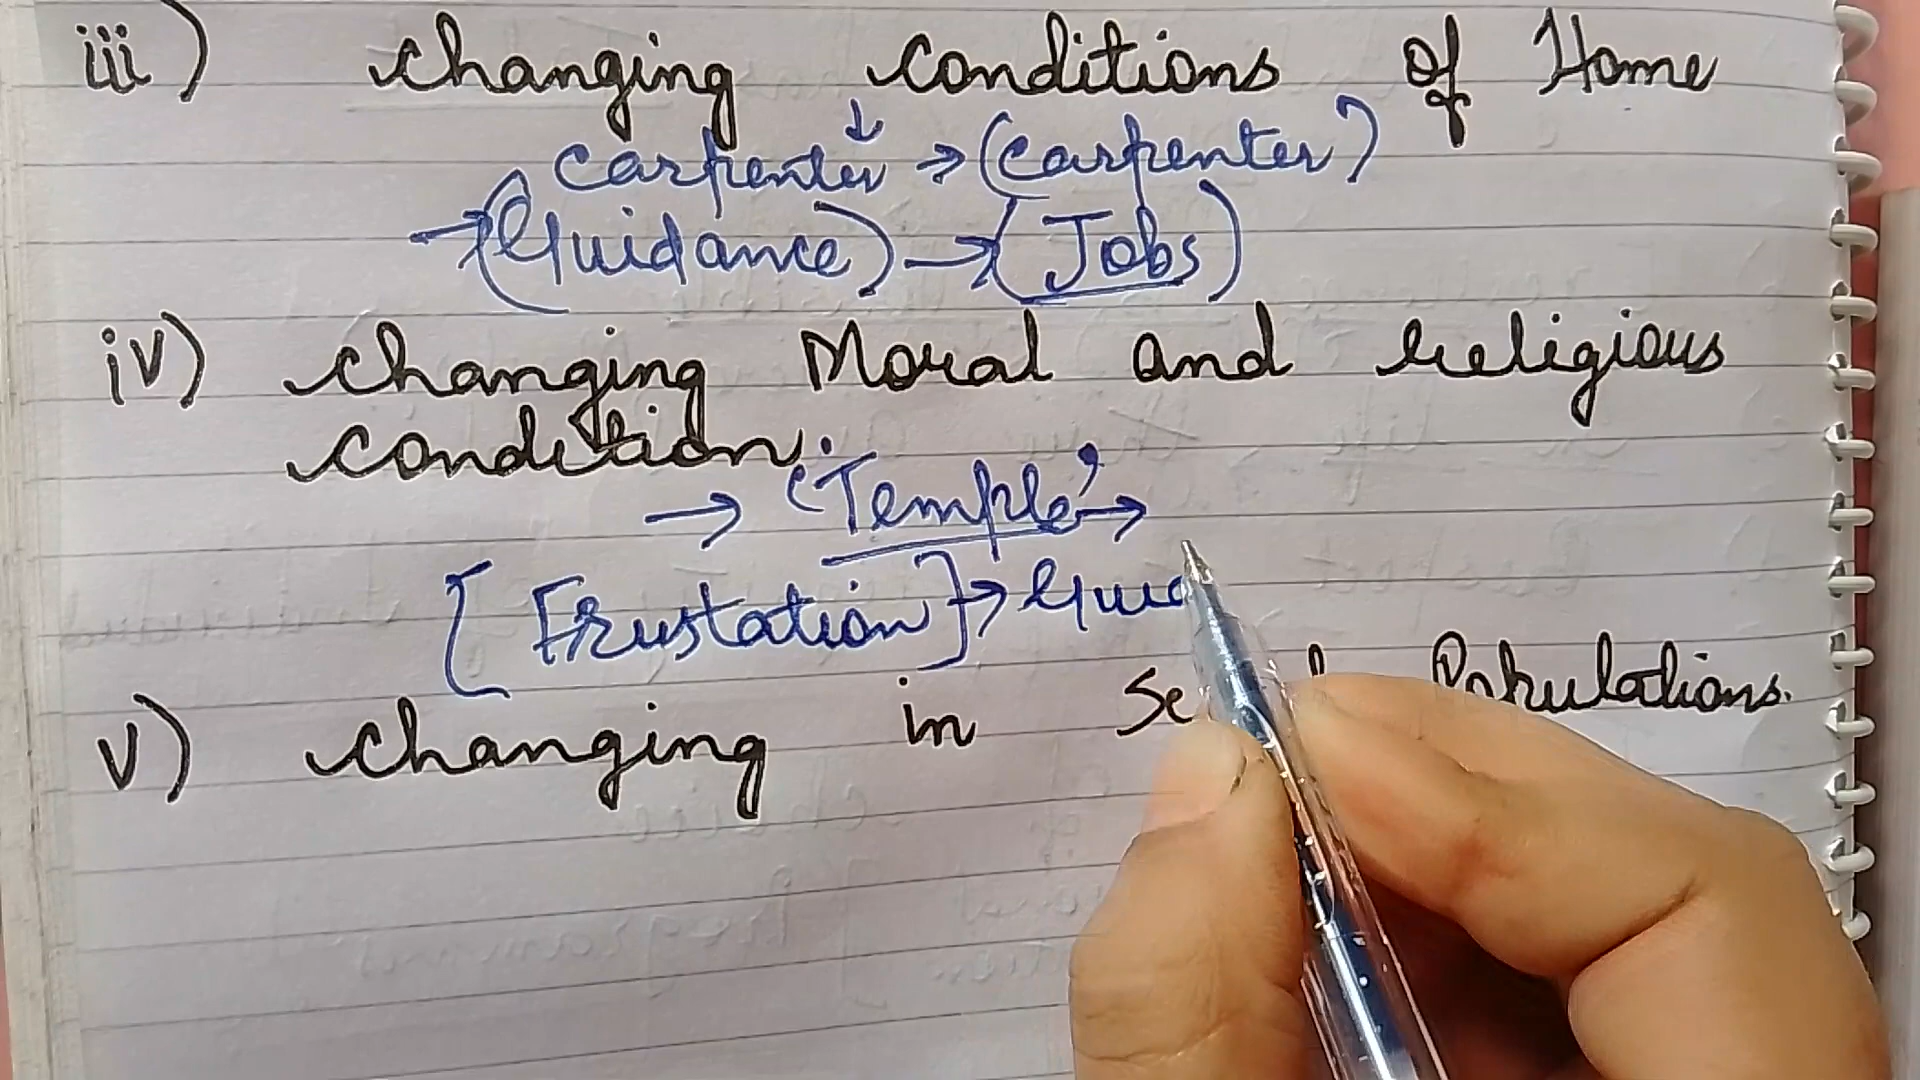 iii) changing conditions of Home
↓
carpenter → (carpenter)
→ (Guidance) → (Jobs)
iv) changing Moral and religious
condition.
→ 'Temple' →
[Frustation] → Guid
v) changing in Populations.